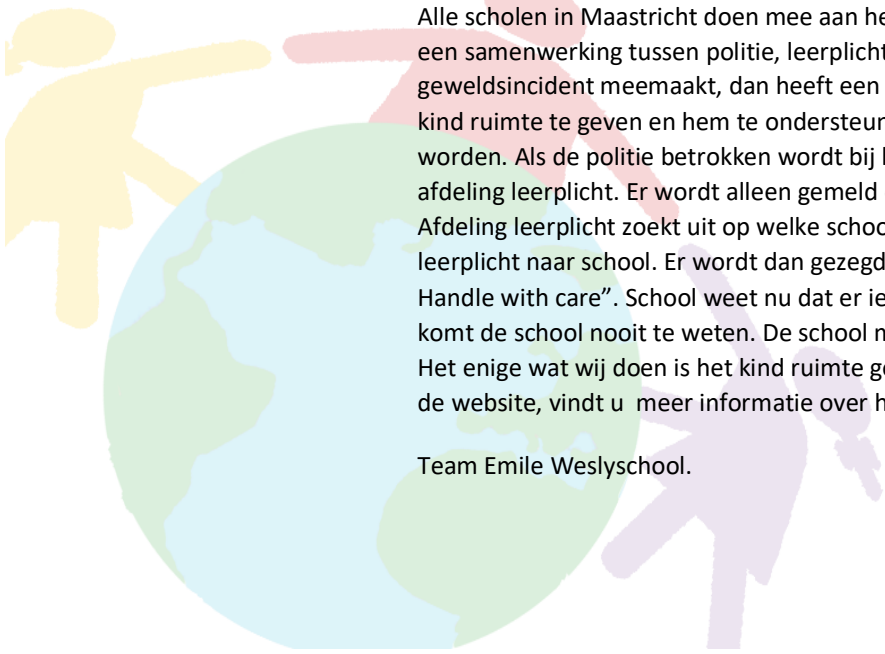 Alle scholen in Maastricht doen mee aan he
een samenwerking tussen politie, leerplicht
geweldsincident meemaakt, dan heeft een
kind ruimte te geven en hem te ondersteun
worden. Als de politie betrokken wordt bij
afdeling leerplicht. Er wordt alleen gemeld
Afdeling leerplicht zoekt uit op welke schoo
leerplicht naar school. Er wordt dan gezegd
Handle with care”. School weet nu dat er ie
komt de school nooit te weten. De school
Het enige wat wij doen is het kind ruimte ge
de website, vindt u meer informatie over h
Team Emile Weslyschool.